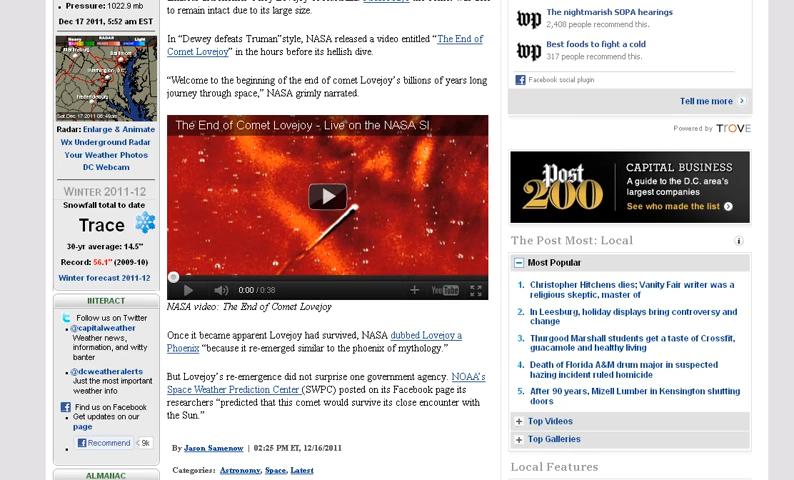 Pressure: 1022.9 mb
Dec 17 2011, 5:52 am EST
RADAR
Baltimore
Washington, DC
Fredericksburg
Sat Dec 17 2011
Radar: Enlarge & Animate
Wx Underground Radar
Your Weather Photos
DC Webcam
WINTER 2011-12
Snowfall total to date
Trace
30-yr average: 14.5"
Record: 56.1" (2009-10)
Winter forecast 2011-12
INTERACT
Follow us on Twitter
@capitalweather
Weather news,
information, and witty
banter
@dcweatheralerts
Just the most important
weather info
Find us on Facebook
Get updates on our
page
Recommend
9k
ALMANAC
to remain intact due to its large size.
In “Dewey defeats Truman”style, NASA released a video entitled “The End of
Comet Lovejoy” in the hours before its hellish dive.
“Welcome to the beginning of the end of comet Lovejoy’s billions of years long
journey through space,” NASA grimly narrated.
The End of Comet Lovejoy - Live on the NASA SI
0:00 / 0:38
YouTube
NASA video: The End of Comet Lovejoy
Once it became apparent Lovejoy had survived, NASA dubbed Lovejoy a
Phoenix “because it re-emerged similar to the phoenix of mythology.”
But Lovejoy’s re-emergence did not surprise one government agency. NOAA’s
Space Weather Prediction Center (SWPC) posted on its Facebook page its
researchers “predicted that this comet would survive its close encounter with
the Sun.”
By Jason Samenow | 02:25 PM ET, 12/16/2011
Categories: Astronomy, Space, Latest
wp
The nightmarish SOPA hearings
2,408 people recommend this.
wp
Best foods to fight a cold
317 people recommend this.
Facebook social plugin
Tell me more
Powered by TROVE
Post
200
CAPITAL BUSINESS
A guide to the D.C. area's
largest companies
See who made the list
The Post Most: Local
Most Popular
1. Christopher Hitchens dies; Vanity Fair writer was a
religious skeptic, master of
2. In Leesburg, holiday displays bring controversy and
change
3. Thurgood Marshall students get a taste of Crossfit,
guacamole and healthy living
4. Death of Florida A&M drum major in suspected
hazing incident ruled homicide
5. After 90 years, Mizell Lumber in Kensington shutting
doors
Top Videos
Top Galleries
Local Features